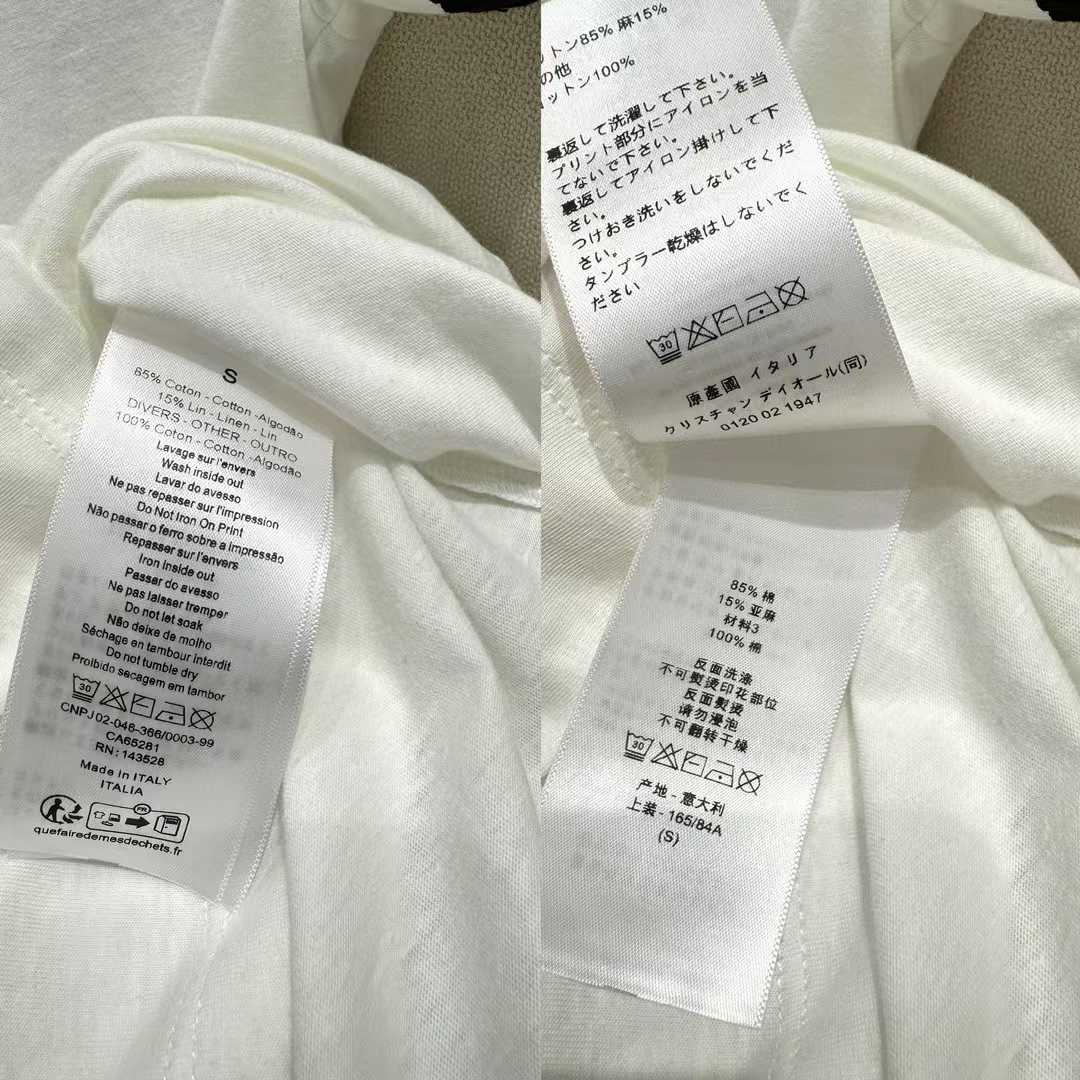 S
85% Coton - Cotton - Algodão
15% Lin - Linen - Lin
DIVERS - OTHER - OUTRO
100% Coton - Cotton - Algodão
Lavage sur l'envers
Wash inside out
Lavar do avesso
Ne pas repasser sur l'impression
Do Not Iron On Print
Não passar o ferro sobre a impressão
Repasser sur l'envers
Iron inside out
Passar do avesso
Ne pas laisser tremper
Do not let soak
Não deixe de molho
Séchage en tambour interdit
Do not tumble dry
Proibido secagem em tambor
30
CNPJ 02-046-366/0003-99
CA65281
RN: 143528
Made in ITALY
ITALIA
FR
quefairedemesdechets.fr
ットン85% 麻15%
の他
コットン100%
裏返して洗濯して下さい。
プリント部分にアイロンを当
てないで下さい。
裏返してアイロン掛けして下
さい。
つけおき洗いをしないでくだ
さい。
タンブラー乾燥はしないでく
ださい
30
原產國 イタリア
クリスチャン ディオール(同)
0120 02 1947
85% 棉
15% 亚麻
材料3
100% 棉
反面洗涤
不可熨烫印花部位
反面熨烫
请勿浸泡
不可翻转干燥
30
产地 - 意大利
上装 - 165/84A
(S)